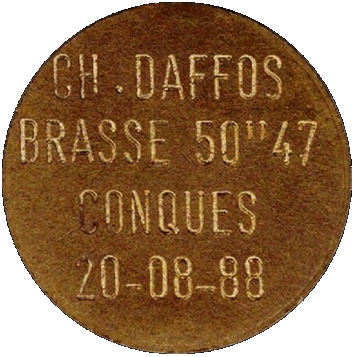 CH. DAFFOS
BRASSE 50"47
CONQUES
20-08-88